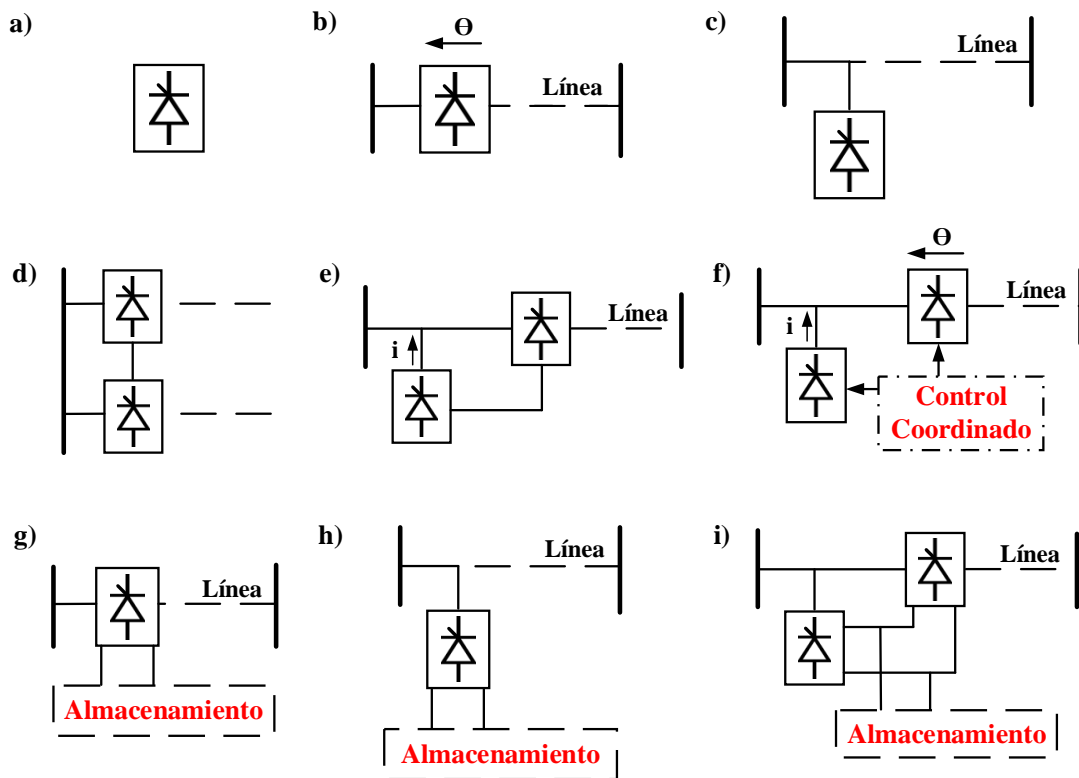 a)
b)
Ө
Línea
c)
Línea
d)
e)
i
Línea
f)
Ө
i
Línea
Control
Coordinado
g)
Línea
Almacenamiento
h)
Línea
Almacenamiento
i)
Línea
Almacenamiento